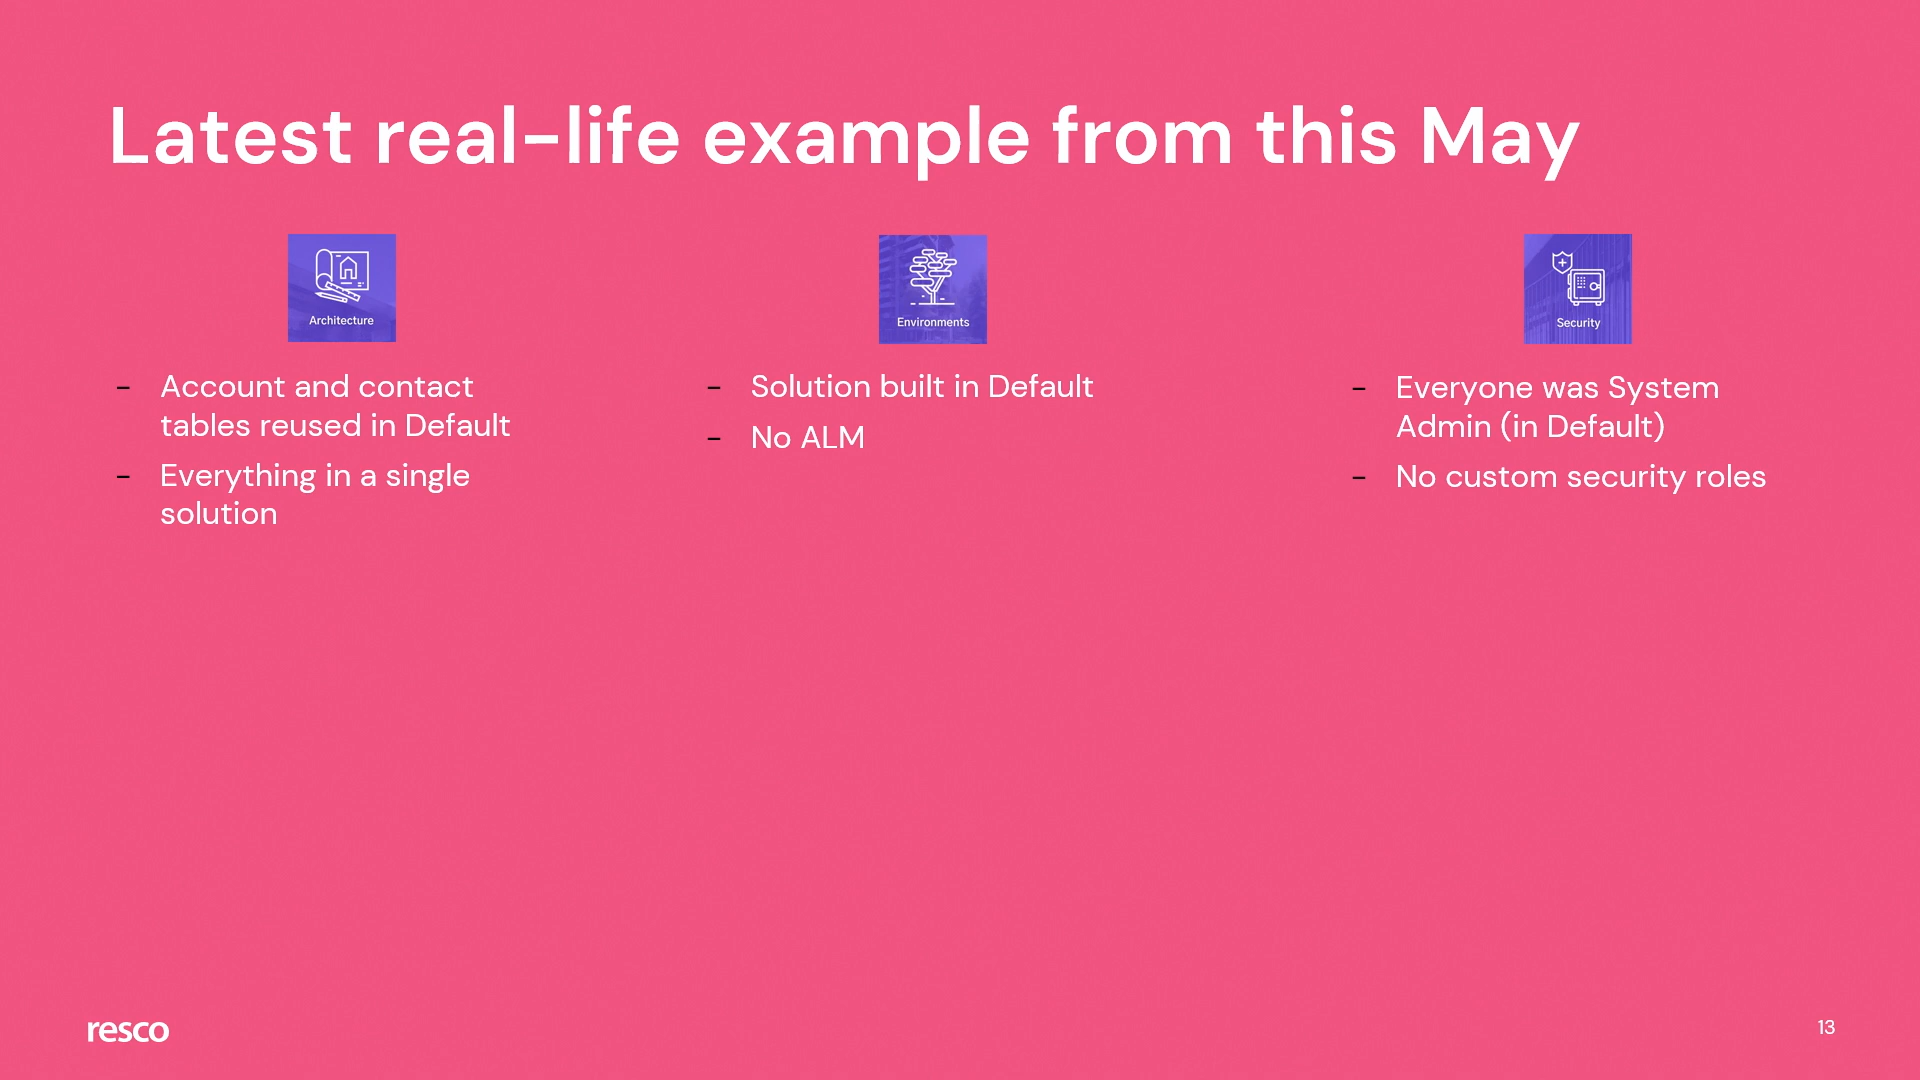 Latest real-life example from this May
Architecture
- Account and contact
tables reused in Default
- Everything in a single
solution
Environments
- Solution built in Default
- No ALM
Security
- Everyone was System
Admin (in Default)
- No custom security roles
resco
13